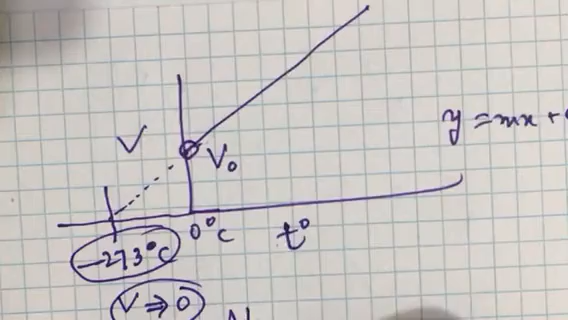 y = mx +
V
V₀
0°C
t°
-273°C
V ⇒ 0